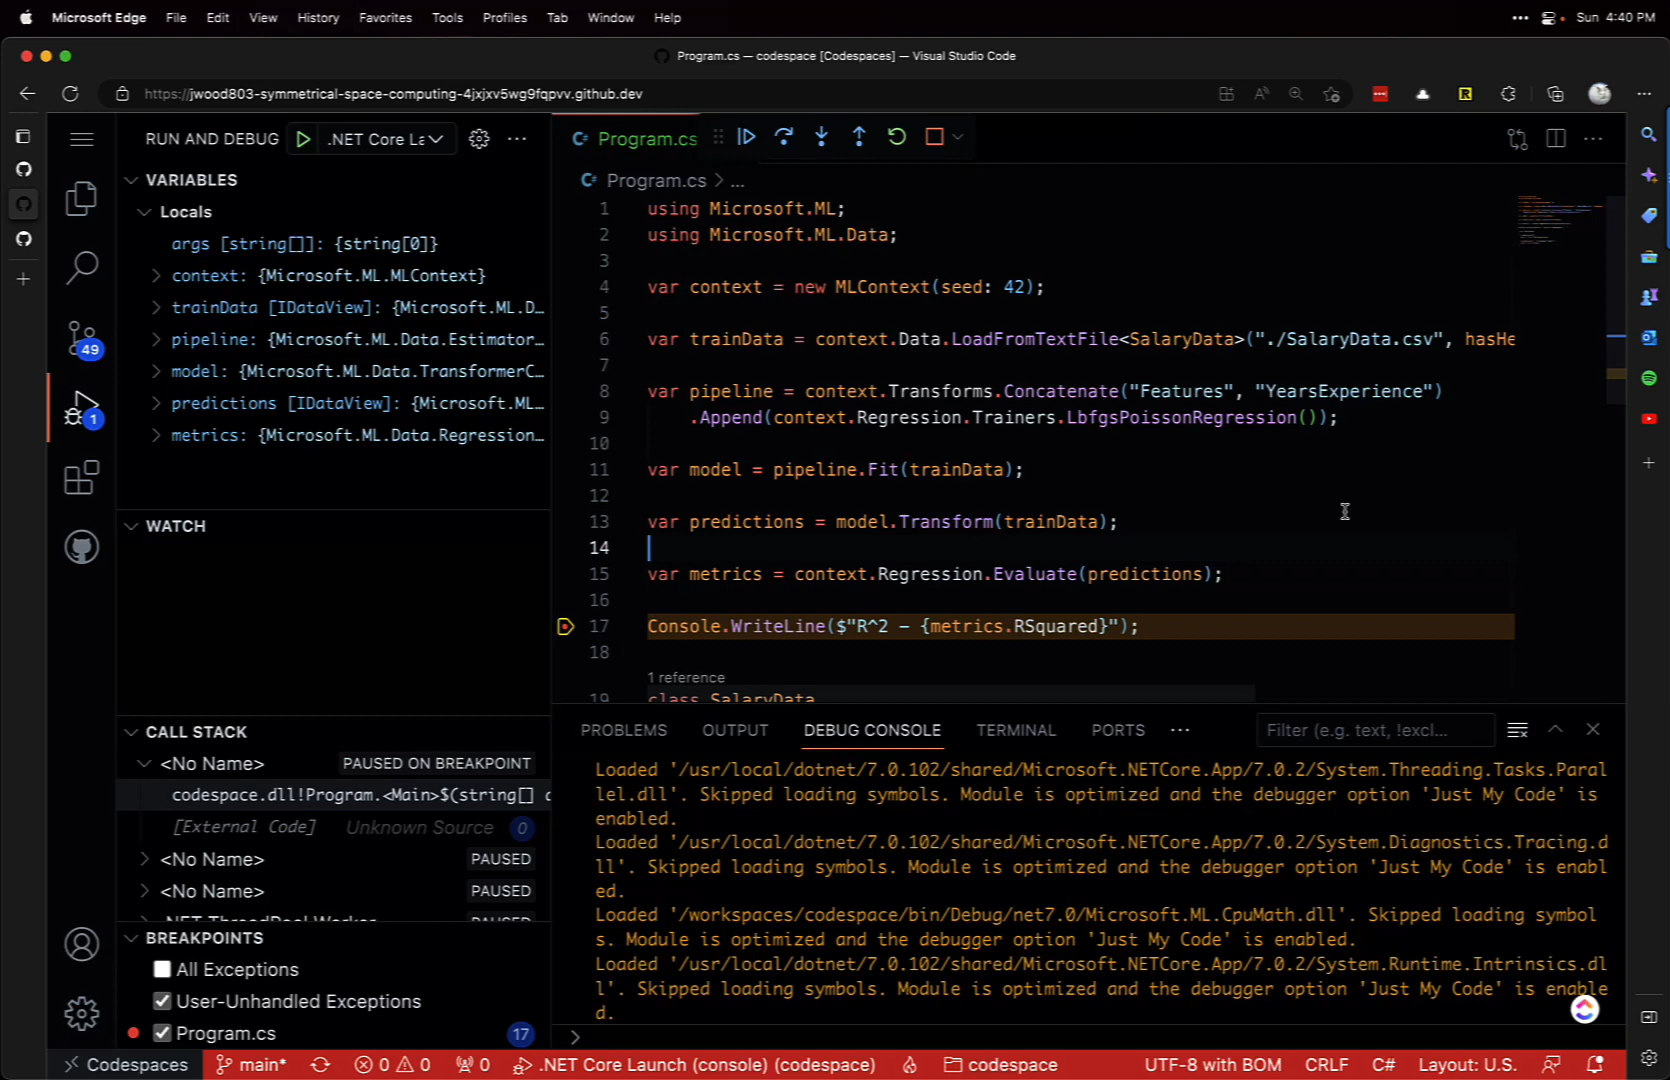 Microsoft Edge File Edit View History Favorites Tools Profiles Tab Window Help Sun 4:40 PM
Program.cs — codespace [Codespaces] — Visual Studio Code
https://jwood803-symmetrical-space-computing-4jxjxv5wg9fqpvv.github.dev
RUN AND DEBUG .NET Core La
VARIABLES
Locals
args [string[]]: {string[0]}
context: {Microsoft.ML.MLContext}
trainData [IDataView]: {Microsoft.ML.D...
pipeline: {Microsoft.ML.Data.Estimator...
model: {Microsoft.ML.Data.TransformerC...
predictions [IDataView]: {Microsoft.ML...
metrics: {Microsoft.ML.Data.Regression...
WATCH
CALL STACK
<No Name> PAUSED ON BREAKPOINT
codespace.dll!Program.<Main>$(string[]
[External Code] Unknown Source 0
<No Name> PAUSED
<No Name> PAUSED
.NET ThreadPool Worker PAUSED
BREAKPOINTS
All Exceptions
User-Unhandled Exceptions
Program.cs 17
49
1
Program.cs
Program.cs > ...
1 using Microsoft.ML;
2 using Microsoft.ML.Data;
3
4 var context = new MLContext(seed: 42);
5
6 var trainData = context.Data.LoadFromTextFile<SalaryData>("./SalaryData.csv", hasHe
7
8 var pipeline = context.Transforms.Concatenate("Features", "YearsExperience")
9 .Append(context.Regression.Trainers.LbfgsPoissonRegression());
10
11 var model = pipeline.Fit(trainData);
12
13 var predictions = model.Transform(trainData);
14
15 var metrics = context.Regression.Evaluate(predictions);
16
17 Console.WriteLine($"R^2 - {metrics.RSquared}");
18
1 reference
19 class SalaryData
PROBLEMS OUTPUT DEBUG CONSOLE TERMINAL PORTS ... Filter (e.g. text, !excl...
Loaded '/usr/local/dotnet/7.0.102/shared/Microsoft.NETCore.App/7.0.2/System.Threading.Tasks.Paral
lel.dll'. Skipped loading symbols. Module is optimized and the debugger option 'Just My Code' is
enabled.
Loaded '/usr/local/dotnet/7.0.102/shared/Microsoft.NETCore.App/7.0.2/System.Diagnostics.Tracing.d
ll'. Skipped loading symbols. Module is optimized and the debugger option 'Just My Code' is enabl
ed.
Loaded '/workspaces/codespace/bin/Debug/net7.0/Microsoft.ML.CpuMath.dll'. Skipped loading symbol
s. Module is optimized and the debugger option 'Just My Code' is enabled.
Loaded '/usr/local/dotnet/7.0.102/shared/Microsoft.NETCore.App/7.0.2/System.Runtime.Intrinsics.dl
l'. Skipped loading symbols. Module is optimized and the debugger option 'Just My Code' is enable
d.
>
Codespaces main* 0 0 0 .NET Core Launch (console) (codespace) codespace UTF-8 with BOM CRLF C# Layout: U.S.